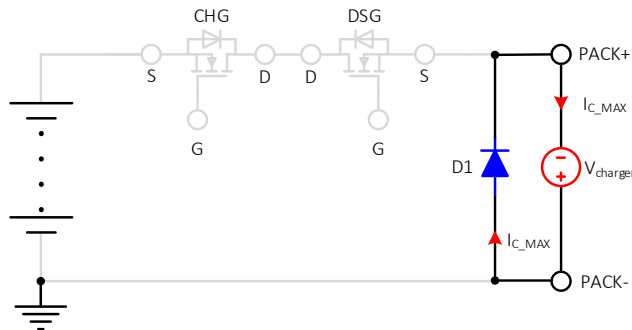 CHG
DSG
S
D
D
S
G
G
PACK+
I_C_MAX
D1
- +
V_charger
I_C_MAX
PACK-